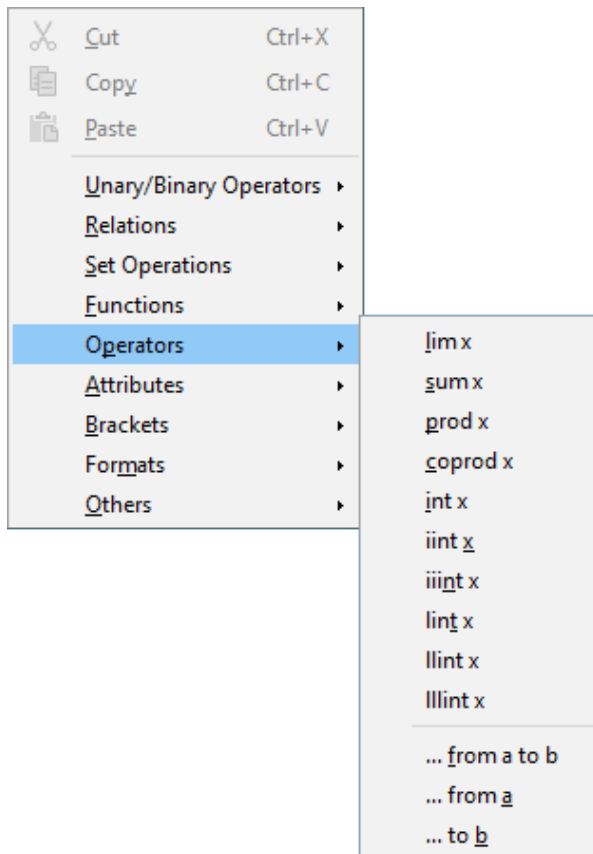 Cut Ctrl+X
Copy Ctrl+C
Paste Ctrl+V
Unary/Binary Operators
Relations
Set Operations
Functions
Operators
Attributes
Brackets
Formats
Others
lim x
sum x
prod x
coprod x
int x
iint x
iiint x
lint x
llint x
lllint x
... from a to b
... from a
... to b